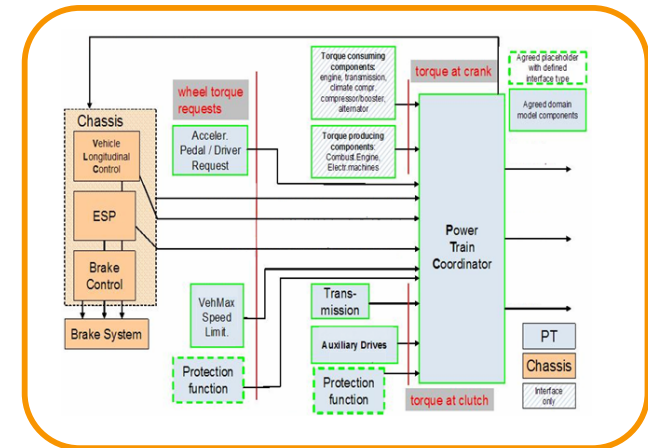 Torque consuming
components:
engine, transmission,
climate compr,
compressor/booster,
alternator
torque at crank
Agreed placeholder
with defined
interface type
wheel torque
requests
Agreed domain
model components
Chassis
Vehicle
Longitudinal
Control
Acceler.
Pedal / Driver
Request
Torque producing
components:
Combust.Engine,
Electr.machines
ESP
Power
Train
Coordinator
Brake
Control
VehMax
Speed
Limit.
Trans-
mission
Brake System
Auxiliary Drives
PT
Protection
function
Protection
function
Chassis
Interface
only
torque at clutch